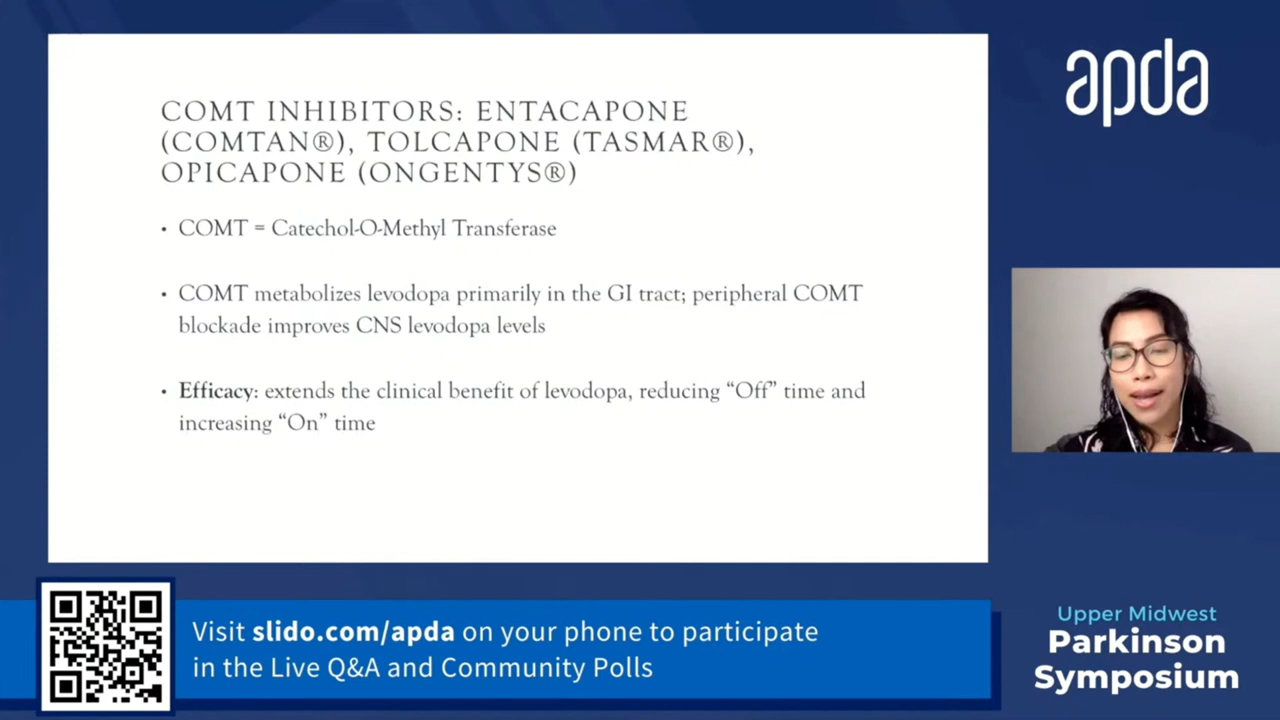 COMT INHIBITORS: ENTACAPONE
(COMTAN®), TOLCAPONE (TASMAR®),
OPICAPONE (ONGENTYS®)
• COMT = Catechol-O-Methyl Transferase
• COMT metabolizes levodopa primarily in the GI tract; peripheral COMT
blockade improves CNS levodopa levels
• Efficacy: extends the clinical benefit of levodopa, reducing “Off” time and
increasing “On” time
apda
Visit slido.com/apda on your phone to participate
in the Live Q&A and Community Polls
Upper Midwest
Parkinson
Symposium